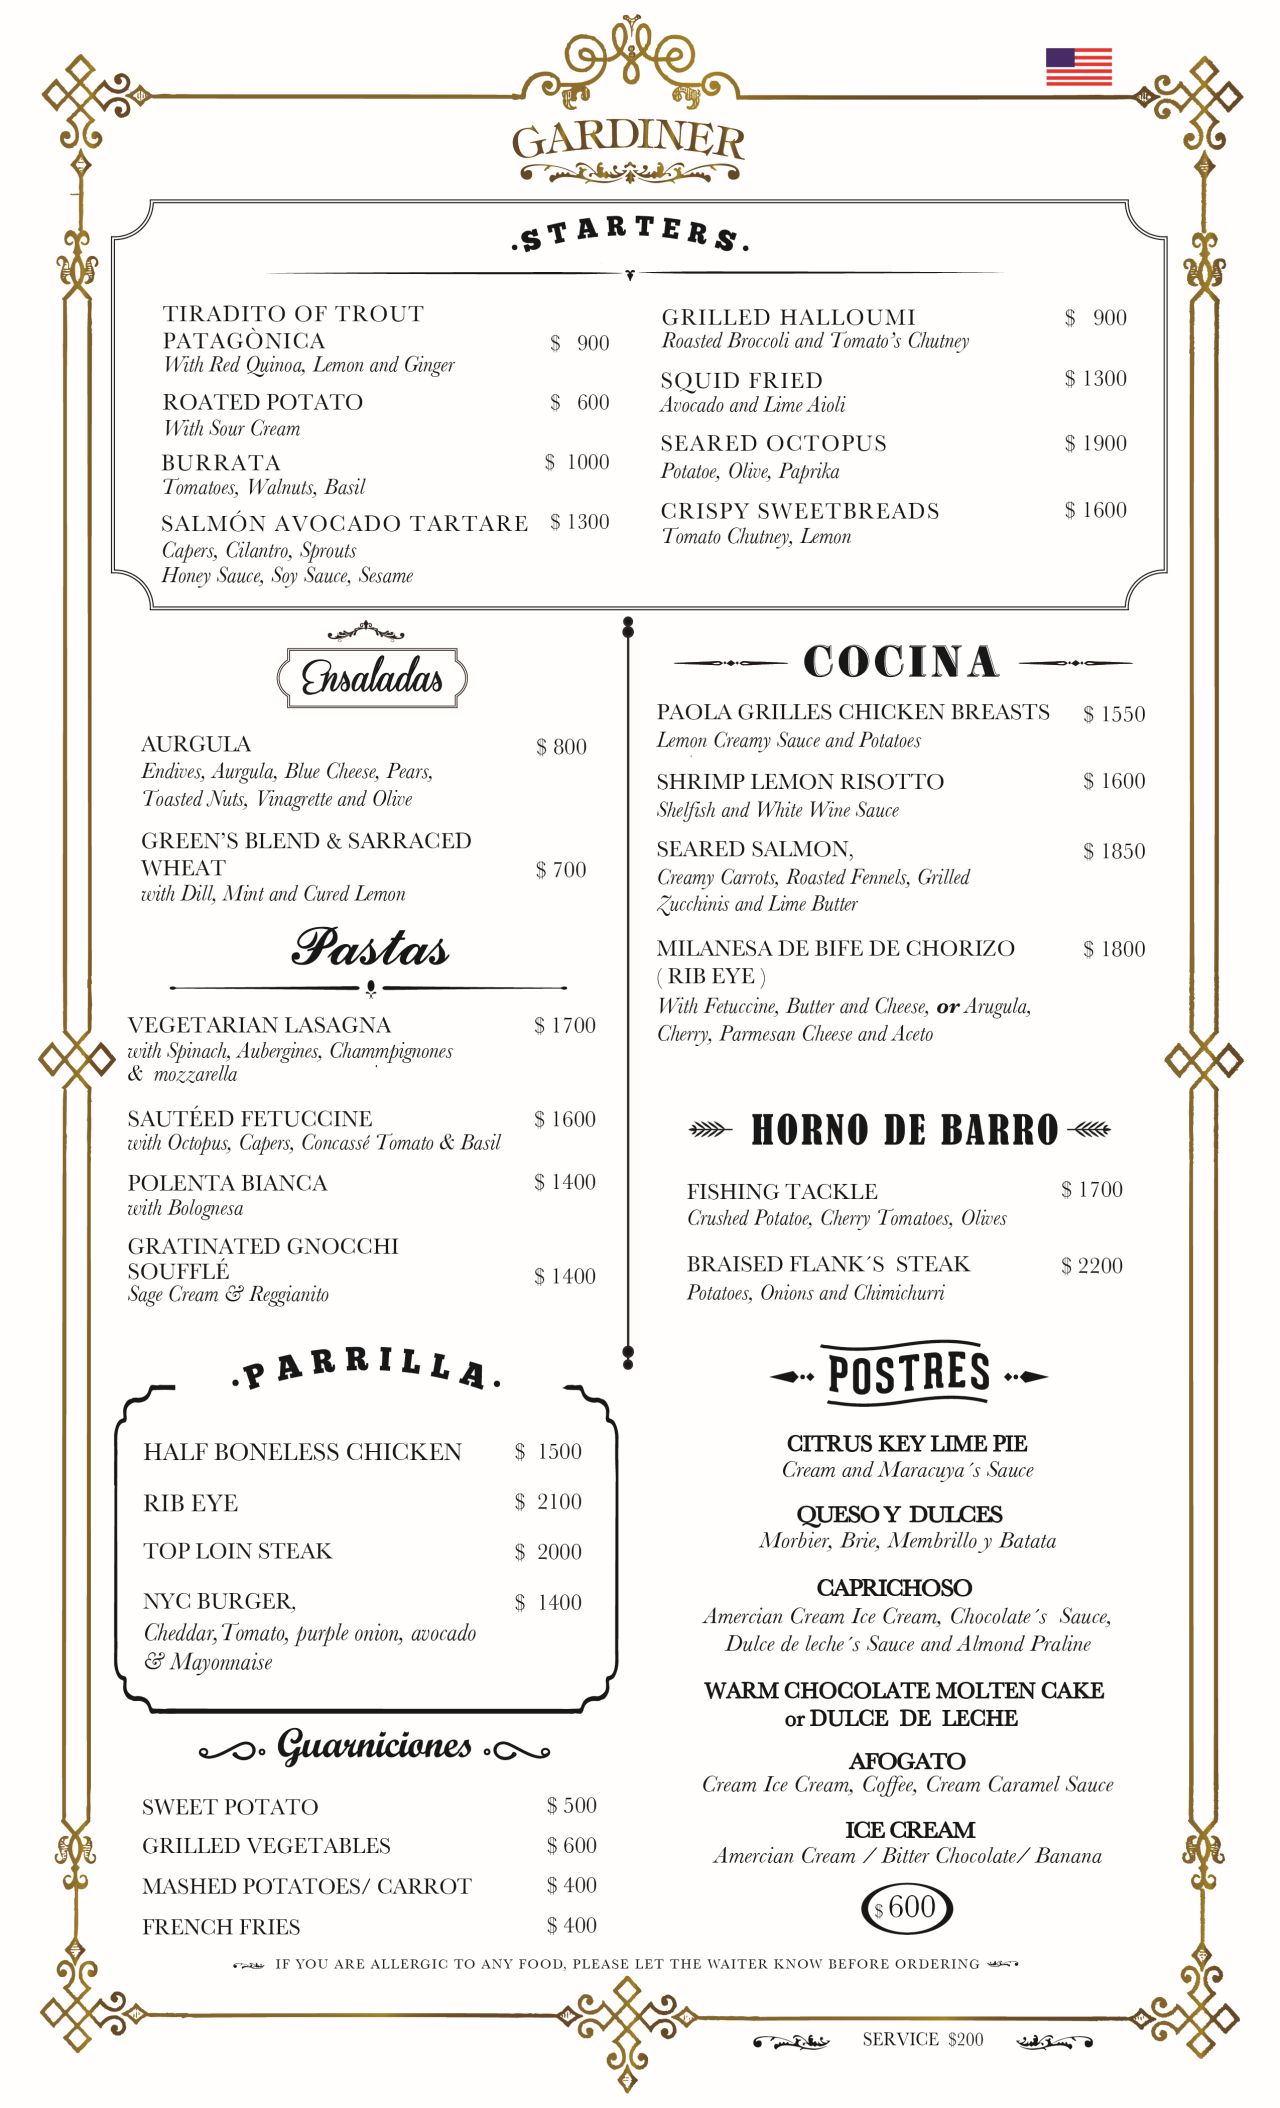 GARDINER
.STARTERS.
TIRADITO OF TROUT
PATAGÒNICA $ 900
With Red Quinoa, Lemon and Ginger
ROATED POTATO $ 600
With Sour Cream
BURRATA $ 1000
Tomatoes, Walnuts, Basil
SALMÓN AVOCADO TARTARE $ 1300
Capers, Cilantro, Sprouts
Honey Sauce, Soy Sauce, Sesame
GRILLED HALLOUMI $ 900
Roasted Broccoli and Tomato's Chutney
SQUID FRIED $ 1300
Avocado and Lime Aioli
SEARED OCTOPUS $ 1900
Potatoe, Olive, Paprika
CRISPY SWEETBREADS $ 1600
Tomato Chutney, Lemon
Ensaladas
AURGULA $ 800
Endives, Aurgula, Blue Cheese, Pears,
Toasted Nuts, Vinagrette and Olive
GREEN'S BLEND & SARRACED
WHEAT $ 700
with Dill, Mint and Cured Lemon
Pastas
VEGETARIAN LASAGNA $ 1700
with Spinach, Aubergines, Chammpignones
& mozzarella
SAUTÉED FETUCCINE $ 1600
with Octopus, Capers, Concassé Tomato & Basil
POLENTA BIANCA $ 1400
with Bolognesa
GRATINATED GNOCCHI
SOUFFLÉ $ 1400
Sage Cream & Reggianito
.PARRILLA.
HALF BONELESS CHICKEN $ 1500
RIB EYE $ 2100
TOP LOIN STEAK $ 2000
NYC BURGER, $ 1400
Cheddar, Tomato, purple onion, avocado
& Mayonnaise
Guarniciones
SWEET POTATO $ 500
GRILLED VEGETABLES $ 600
MASHED POTATOES/ CARROT $ 400
FRENCH FRIES $ 400
COCINA
PAOLA GRILLES CHICKEN BREASTS $ 1550
Lemon Creamy Sauce and Potatoes
SHRIMP LEMON RISOTTO $ 1600
Shelfish and White Wine Sauce
SEARED SALMON, $ 1850
Creamy Carrots, Roasted Fennels, Grilled
Zucchinis and Lime Butter
MILANESA DE BIFE DE CHORIZO $ 1800
( RIB EYE )
With Fetuccine, Butter and Cheese, or Arugula,
Cherry, Parmesan Cheese and Aceto
HORNO DE BARRO
FISHING TACKLE $ 1700
Crushed Potatoe, Cherry Tomatoes, Olives
BRAISED FLANK´S STEAK $ 2200
Potatoes, Onions and Chimichurri
POSTRES
CITRUS KEY LIME PIE
Cream and Maracuya´s Sauce
QUESO Y DULCES
Morbier, Brie, Membrillo y Batata
CAPRICHOSO
Amercian Cream Ice Cream, Chocolate´s Sauce,
Dulce de leche´s Sauce and Almond Praline
WARM CHOCOLATE MOLTEN CAKE
or DULCE DE LECHE
AFOGATO
Cream Ice Cream, Coffee, Cream Caramel Sauce
ICE CREAM
Amercian Cream / Bitter Chocolate/ Banana
$ 600
IF YOU ARE ALLERGIC TO ANY FOOD, PLEASE LET THE WAITER KNOW BEFORE ORDERING
SERVICE $200